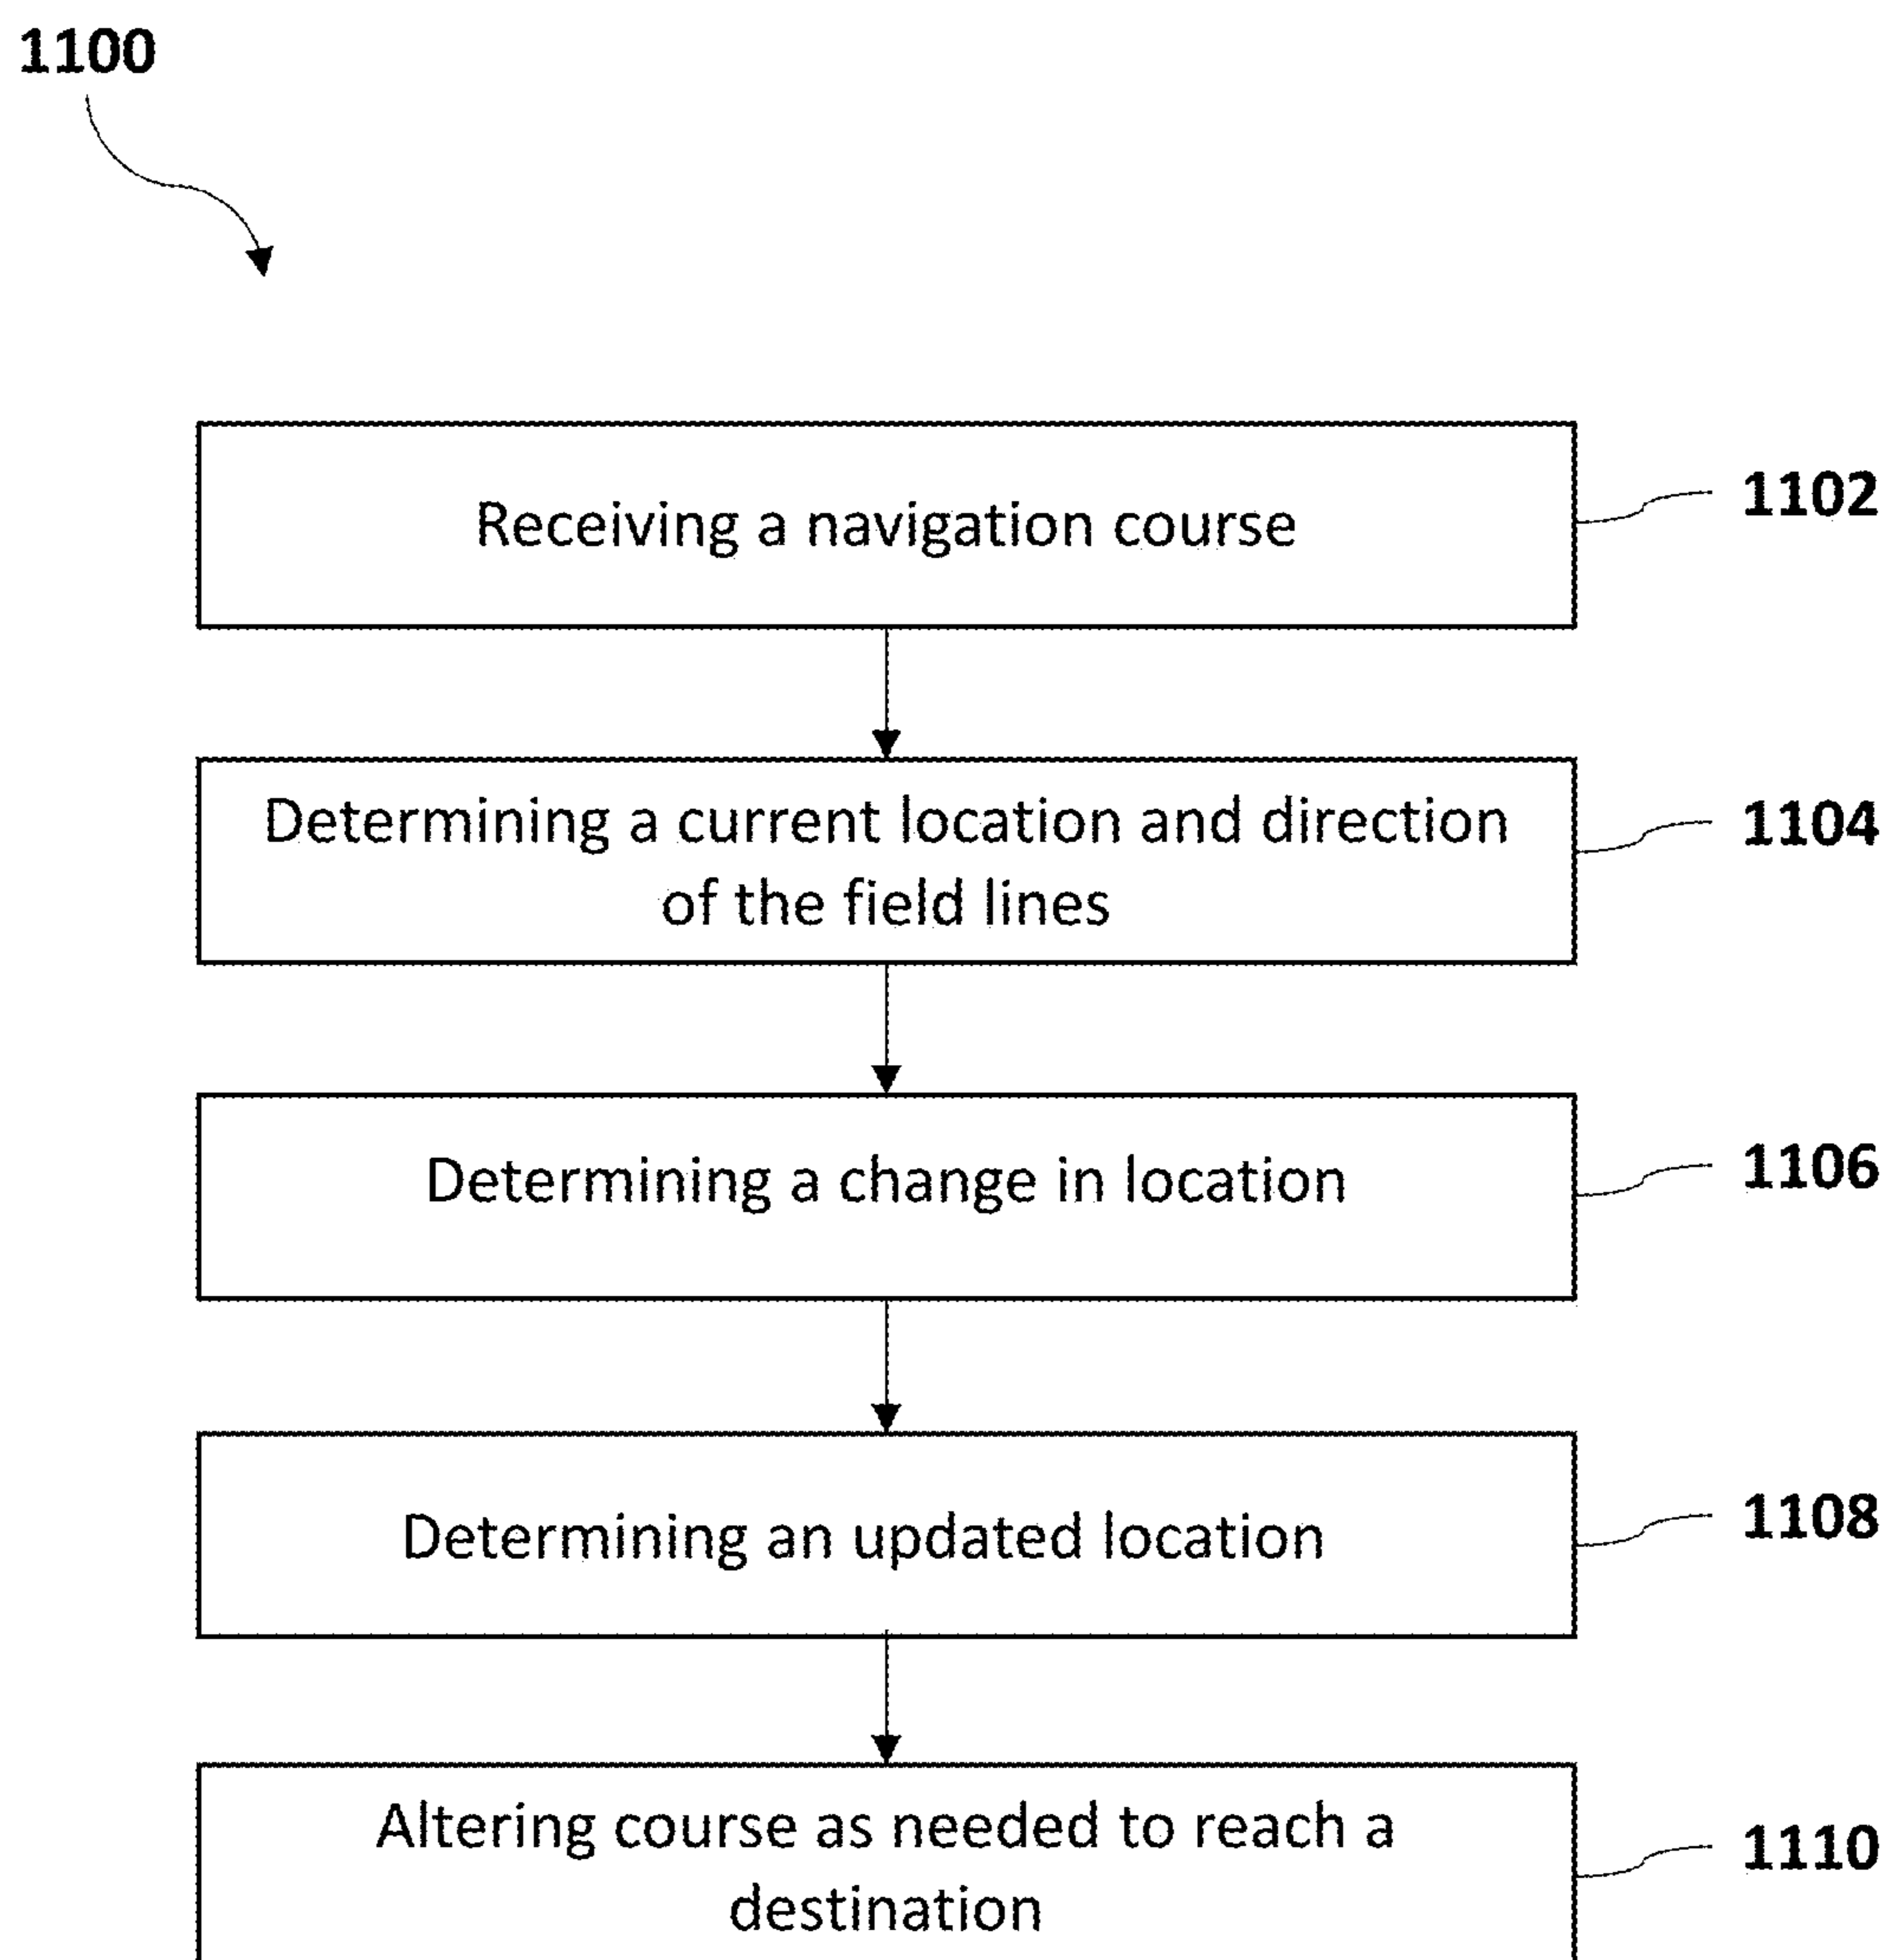 1100
Receiving a navigation course
1102
Determining a current location and direction
of the field lines
1104
Determining a change in location
1106
Determining an updated location
1108
Altering course as needed to reach a
destination
1110